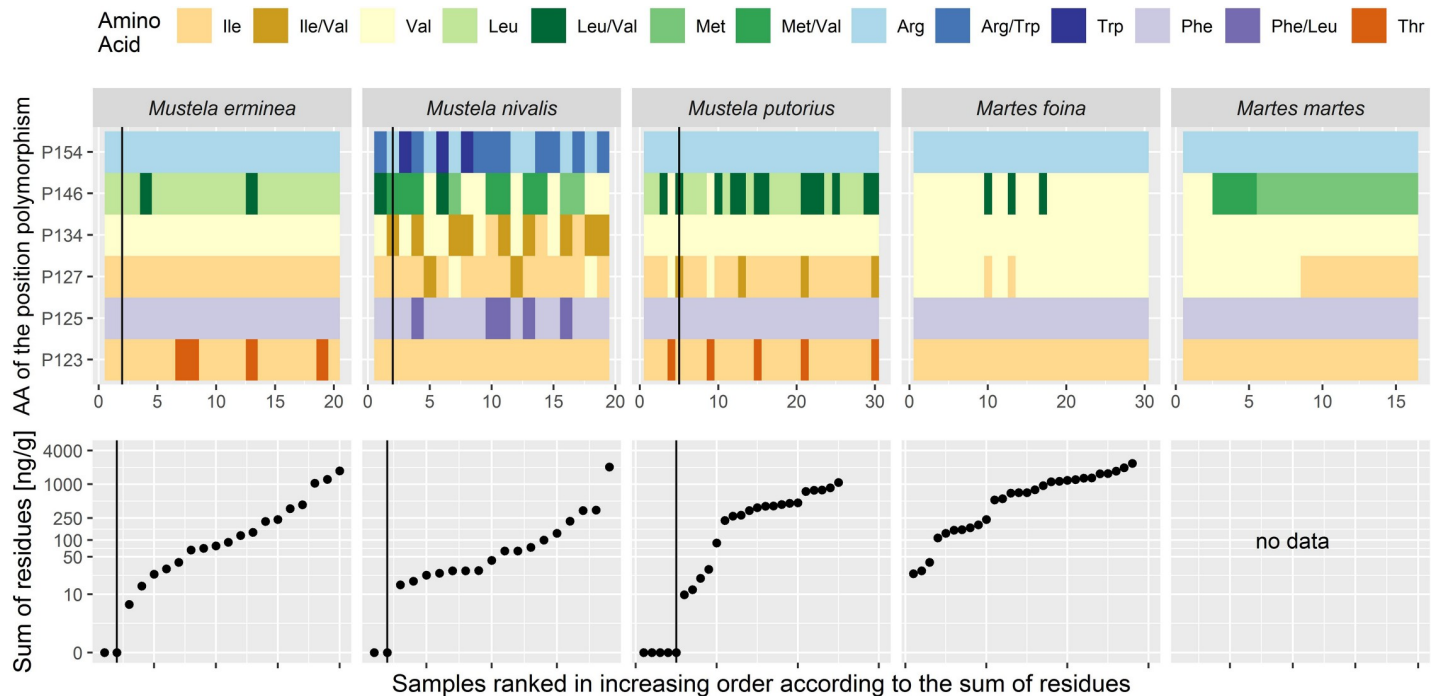 Amino Acid
Ile Ile/Val Val Leu Leu/Val Met Met/Val Arg Arg/Trp Trp Phe Phe/Leu Thr
Mustela erminea Mustela nivalis Mustela putorius Martes foina Martes martes
AA of the position polymorphism
P154
P146
P134
P127
P125
P123
0 5 10 15 20 0 5 10 15 20 0 10 20 30 0 10 20 30 0 5 10 15
Sum of residues [ng/g]
4000
1000
250
100
50
10
0
no data
Samples ranked in increasing order according to the sum of residues